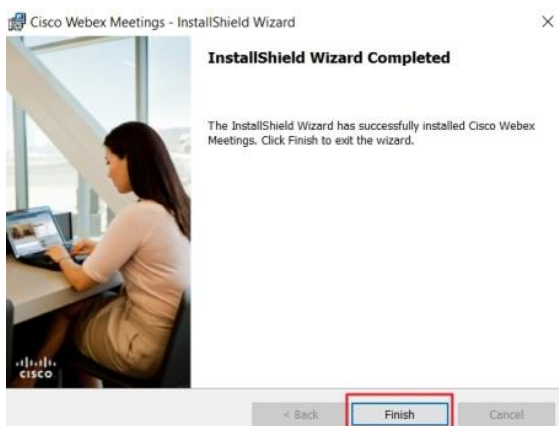 Cisco Webex Meetings - InstallShield Wizard
InstallShield Wizard Completed
The InstallShield Wizard has successfully installed Cisco Webex
Meetings. Click Finish to exit the wizard.
CISCO
< Back
Finish
Cancel